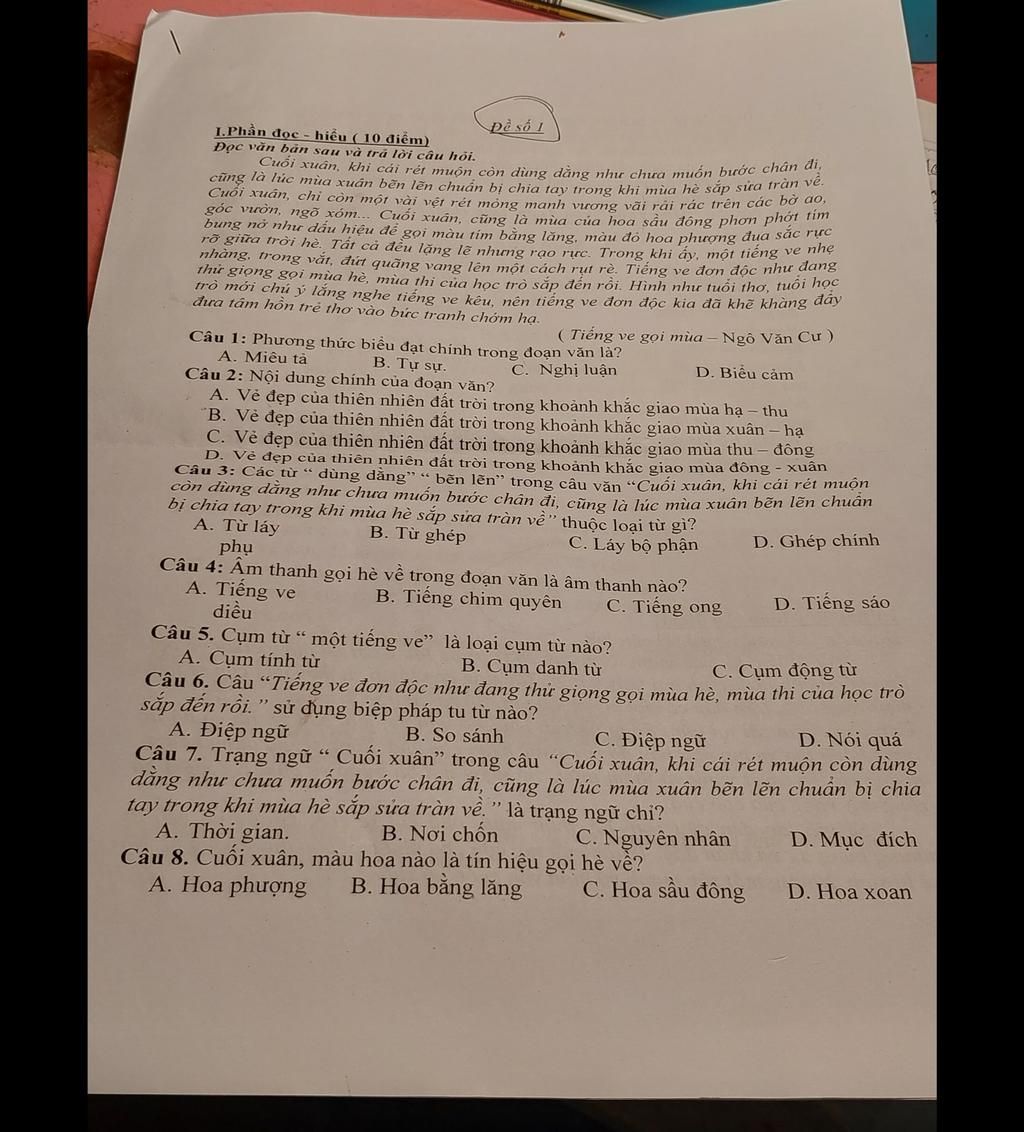 Đề số 1
I.Phần đọc - hiểu ( 10 điểm)
Đọc văn bản sau và trả lời câu hỏi.
Cuối xuân, khi cái rét muộn còn dùng dằng như chưa muốn bước chân đi,
cũng là lúc mùa xuân bẽn lẽn chuẩn bị chia tay trong khi mùa hè sắp sửa tràn về.
Cuối xuân, chỉ còn một vài vệt rét mỏng manh vương vãi rải rác trên các bờ ao,
góc vườn, ngõ xóm... Cuối xuân, cũng là mùa của hoa sầu đông phơn phớt tím
bung nở như dấu hiệu để gọi màu tím bằng lăng, màu đỏ hoa phượng đua sắc rực
rỡ giữa trời hè. Tất cả đều lặng lẽ nhưng rạo rực. Trong khi ấy, một tiếng ve nhẹ
nhàng, trong vắt, đứt quãng vang lên một cách rụt rè. Tiếng ve đơn độc như đang
thử giọng gọi mùa hè, mùa thi của học trò sắp đến rồi. Hình như tuổi thơ, tuổi học
trò mới chú ý lắng nghe tiếng ve kêu, nên tiếng ve đơn độc kia đã khẽ khàng đẩy
đưa tâm hồn trẻ thơ vào bức tranh chớm hạ.
( Tiếng ve gọi mùa – Ngô Văn Cư )
Câu 1: Phương thức biểu đạt chính trong đoạn văn là?
A. Miêu tả B. Tự sự. C. Nghị luận D. Biểu cảm
Câu 2: Nội dung chính của đoạn văn?
A. Vẻ đẹp của thiên nhiên đất trời trong khoảnh khắc giao mùa hạ – thu
B. Vẻ đẹp của thiên nhiên đất trời trong khoảnh khắc giao mùa xuân – hạ
C. Vẻ đẹp của thiên nhiên đất trời trong khoảnh khắc giao mùa thu – đông
D. Vẻ đẹp của thiên nhiên đất trời trong khoảnh khắc giao mùa đông - xuân
Câu 3: Các từ “ dùng dằng” “ bẽn lẽn” trong câu văn “Cuối xuân, khi cái rét muộn
còn dùng dằng như chưa muốn bước chân đi, cũng là lúc mùa xuân bẽn lẽn chuẩn
bị chia tay trong khi mùa hè sắp sửa tràn về” thuộc loại từ gì?
A. Từ láy B. Từ ghép C. Láy bộ phận D. Ghép chính
phụ
Câu 4: Âm thanh gọi hè về trong đoạn văn là âm thanh nào?
A. Tiếng ve B. Tiếng chim quyên C. Tiếng ong D. Tiếng sáo
diều
Câu 5. Cụm từ “ một tiếng ve” là loại cụm từ nào?
A. Cụm tính từ B. Cụm danh từ C. Cụm động từ
Câu 6. Câu “Tiếng ve đơn độc như đang thử giọng gọi mùa hè, mùa thi của học trò
sắp đến rồi. ” sử dụng biệp pháp tu từ nào?
A. Điệp ngữ B. So sánh C. Điệp ngữ D. Nói quá
Câu 7. Trạng ngữ “ Cuối xuân” trong câu “Cuối xuân, khi cái rét muộn còn dùng
dằng như chưa muốn bước chân đi, cũng là lúc mùa xuân bẽn lẽn chuẩn bị chia
tay trong khi mùa hè sắp sửa tràn về. ” là trạng ngữ chỉ?
A. Thời gian. B. Nơi chốn C. Nguyên nhân D. Mục đích
Câu 8. Cuối xuân, màu hoa nào là tín hiệu gọi hè về?
A. Hoa phượng B. Hoa bằng lăng C. Hoa sầu đông D. Hoa xoan